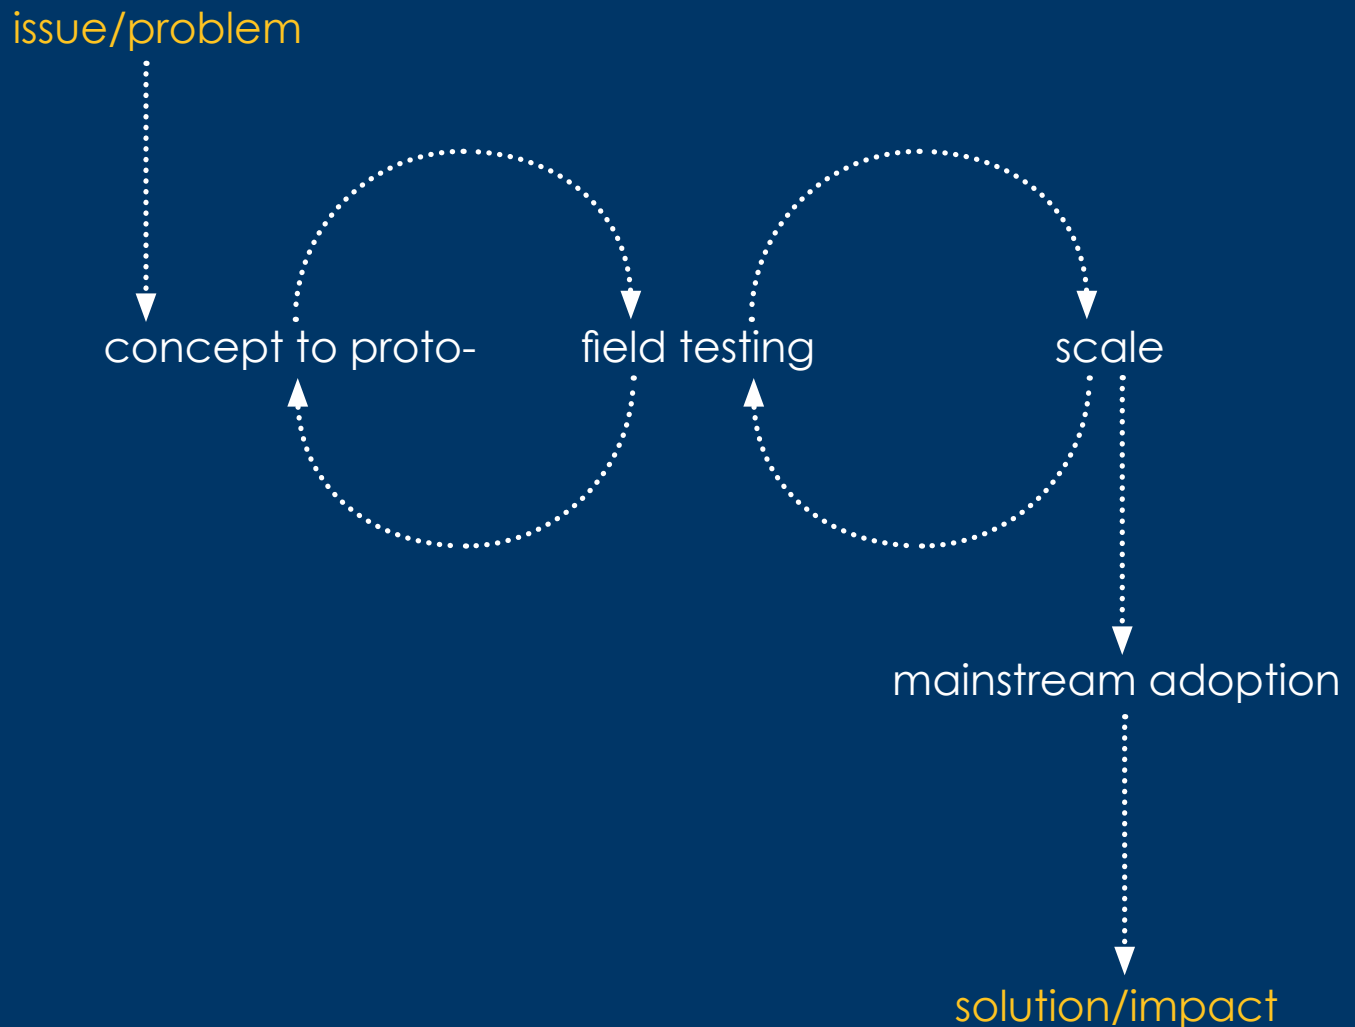 issue/problem
concept to proto-
field testing
scale
mainstream adoption
solution/impact